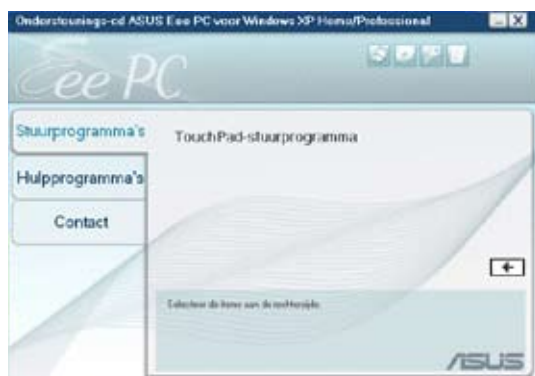 Ondersteunings-cd ASUS Eee PC voor Windows XP Home/Professional
Eee PC
Stuurprogramma's
TouchPad-stuurprogramma
Hulpprogramma's
Contact
Selecteer de items aan de rechterzijde.
ASUS